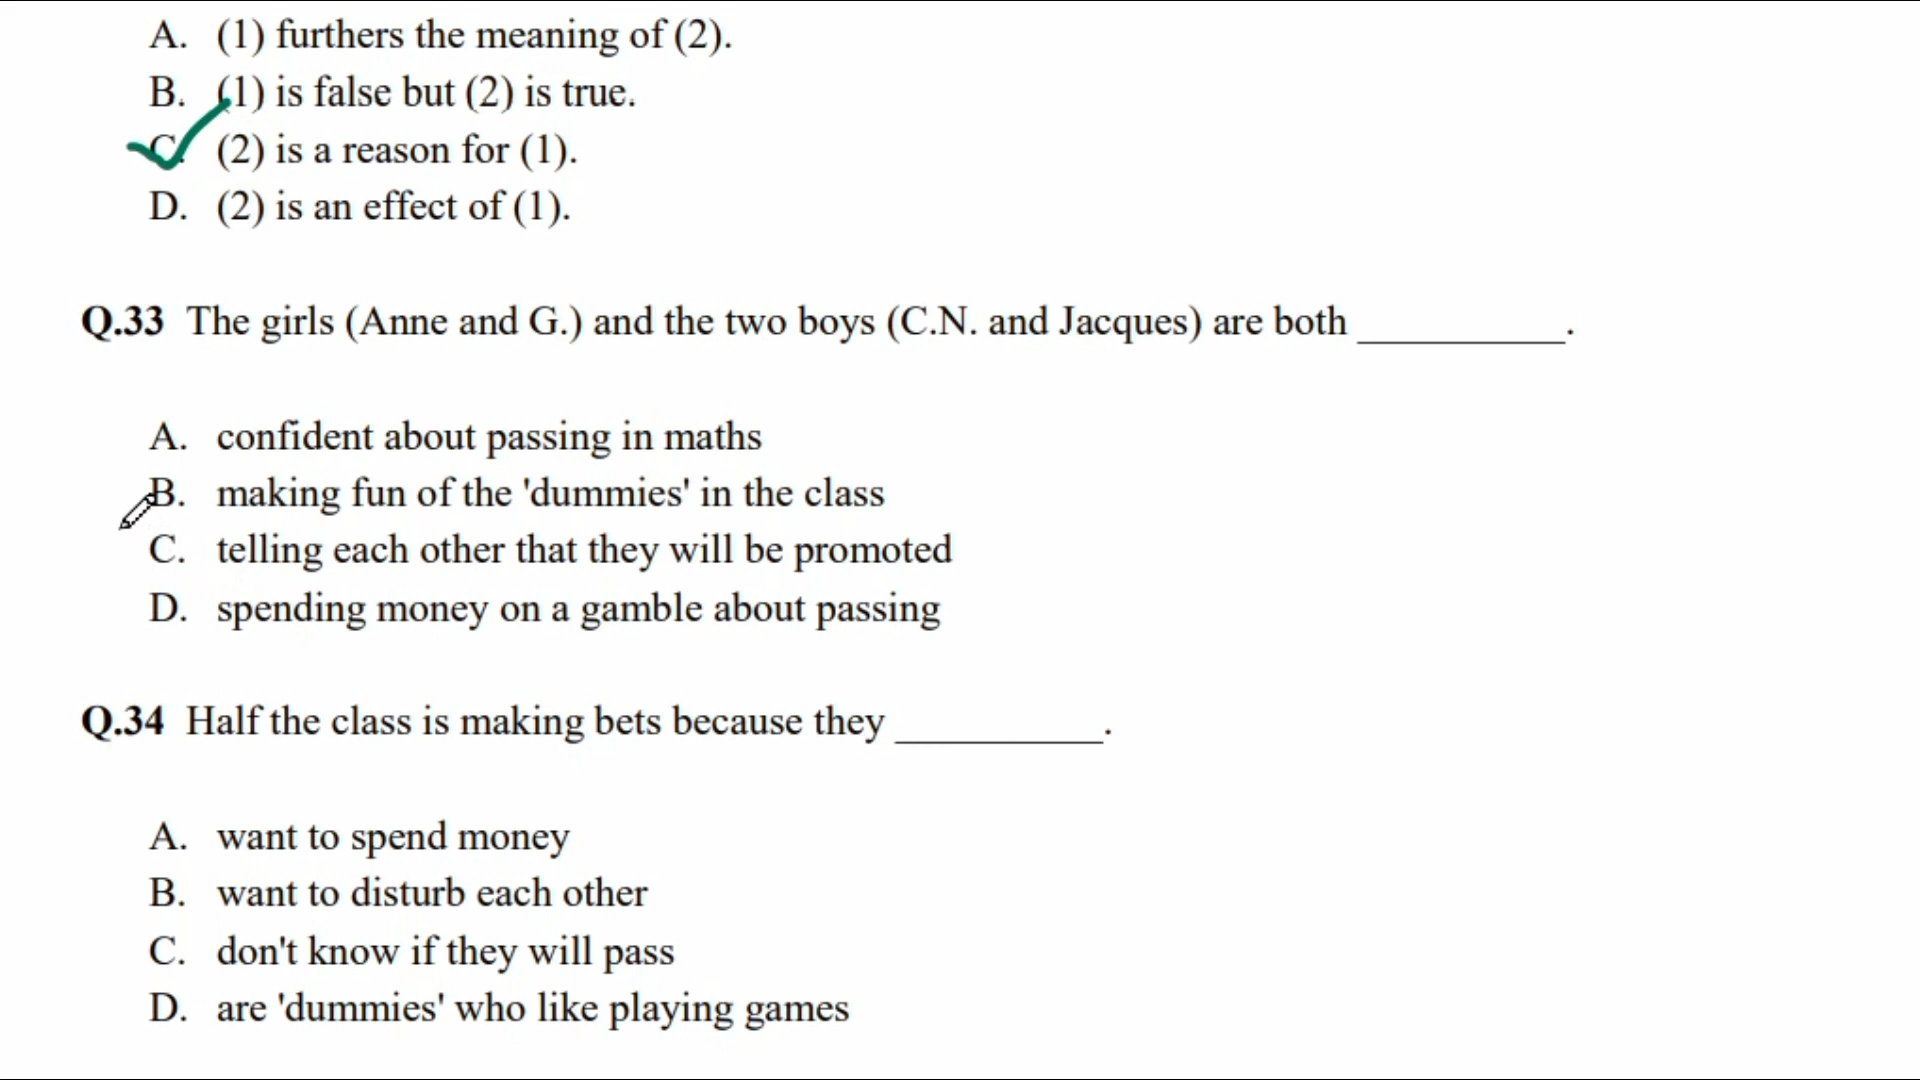 A. (1) furthers the meaning of (2).
B. (1) is false but (2) is true.
C. (2) is a reason for (1).
D. (2) is an effect of (1).
Q.33 The girls (Anne and G.) and the two boys (C.N. and Jacques) are both __________.
A. confident about passing in maths
B. making fun of the 'dummies' in the class
C. telling each other that they will be promoted
D. spending money on a gamble about passing
Q.34 Half the class is making bets because they __________.
A. want to spend money
B. want to disturb each other
C. don't know if they will pass
D. are 'dummies' who like playing games